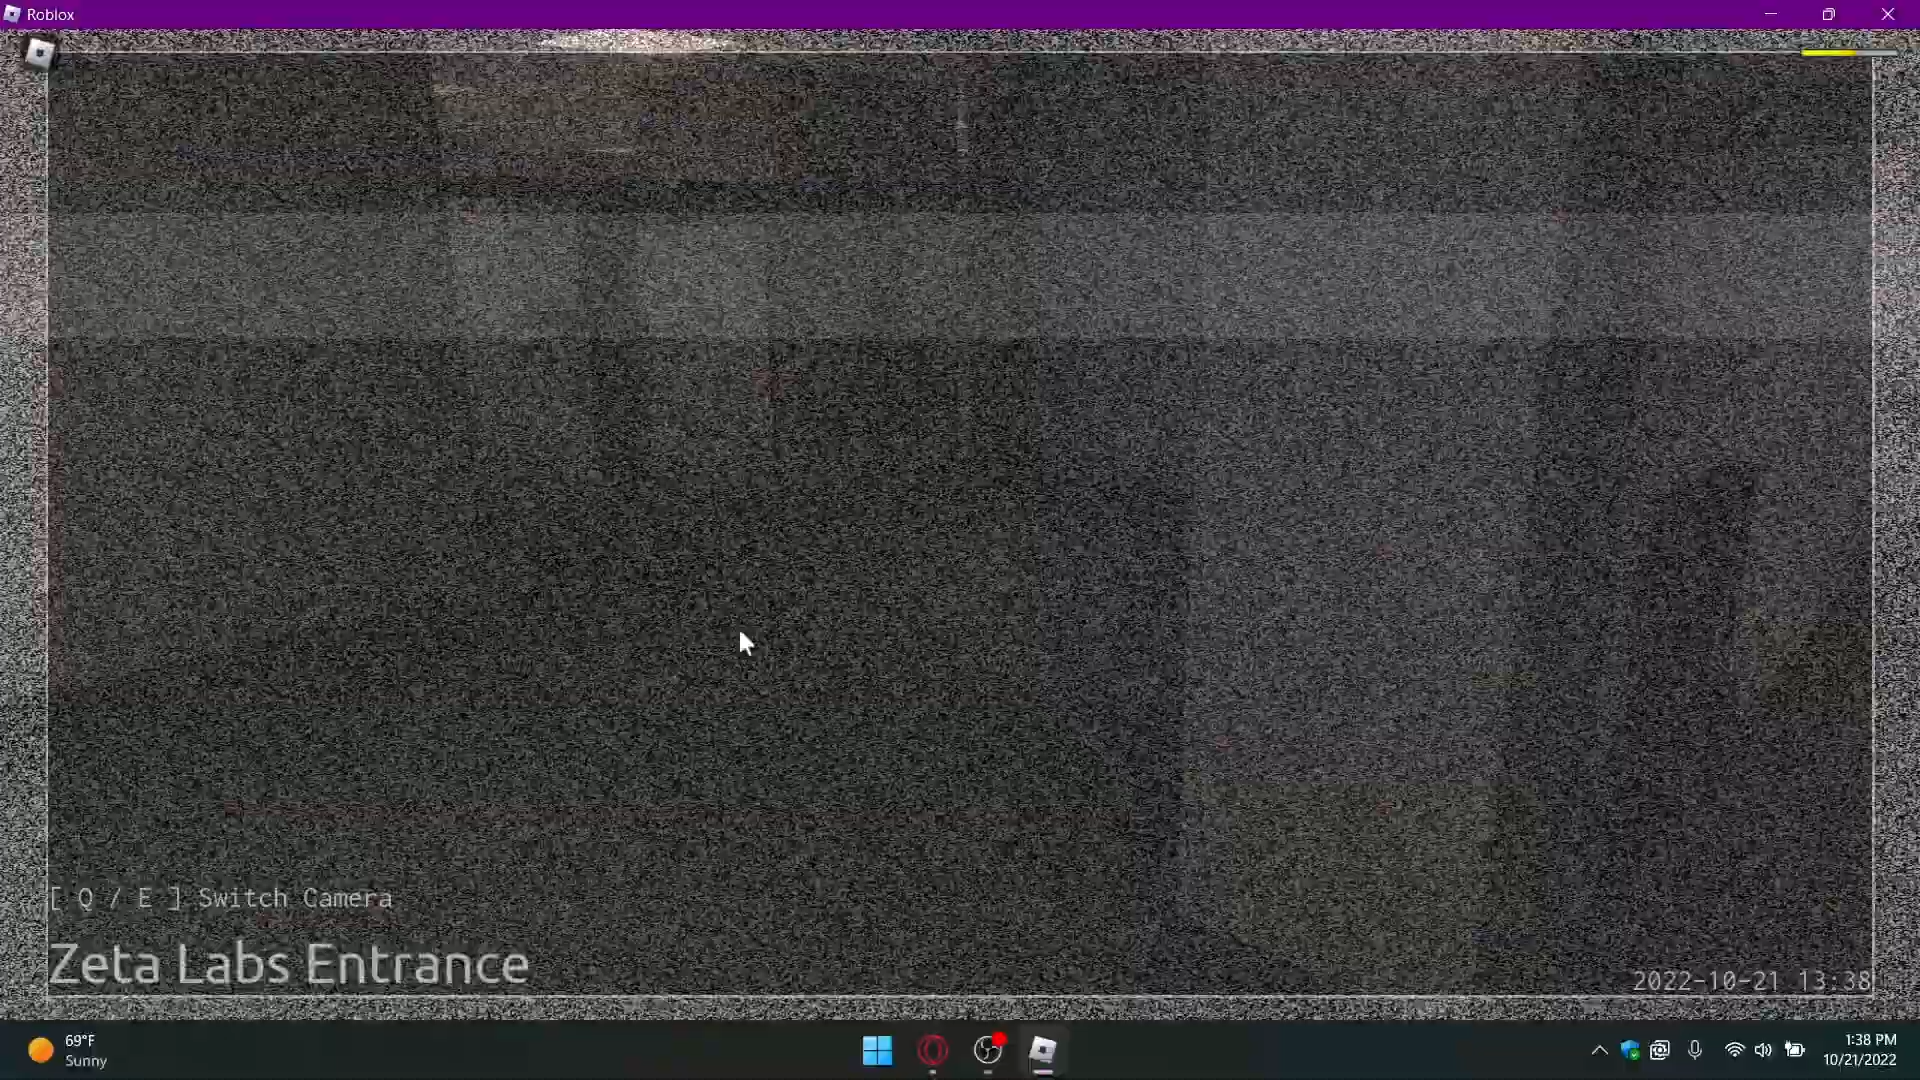 Roblox
[ Q / E ] Switch Camera
Zeta Labs Entrance
2022-10-21 13:38
69°F
Sunny
1:38 PM
10/21/2022